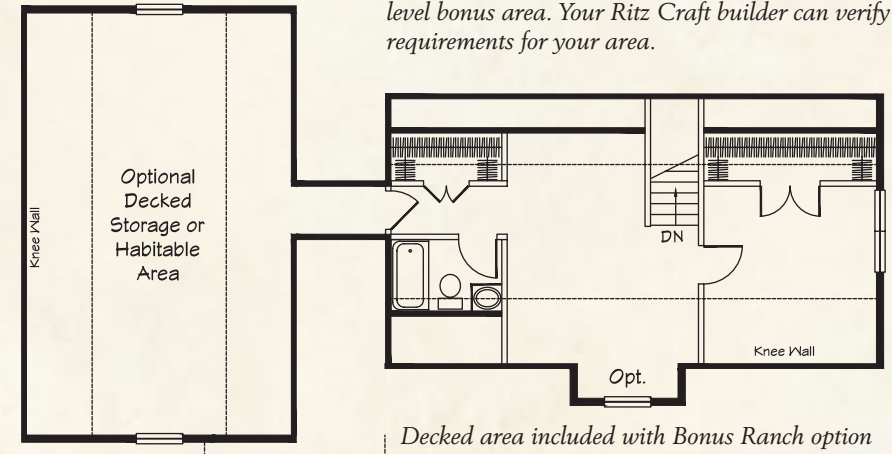 level bonus area. Your Ritz Craft builder can verify
requirements for your area.
Optional
Decked
Storage or
Habitable
Area
Knee Wall
DN
Knee Wall
Opt.
Decked area included with Bonus Ranch option